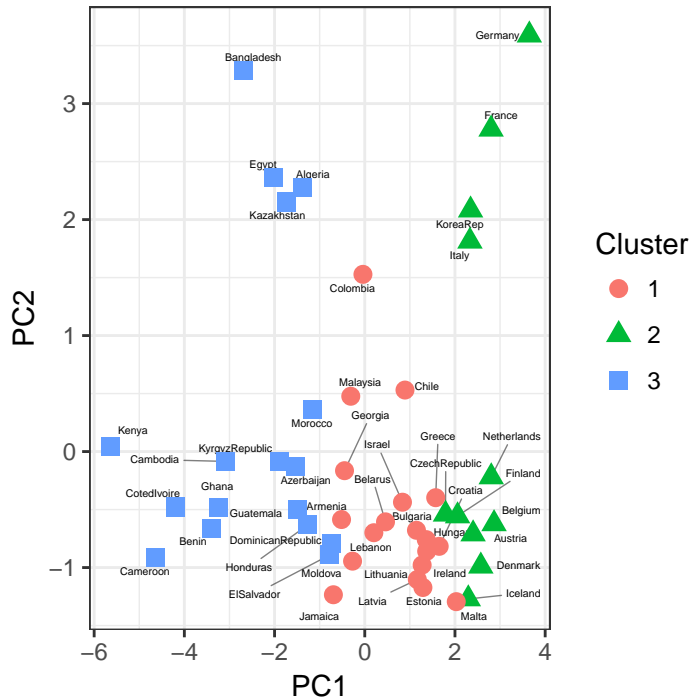 Germany
Bangladesh
3
France
Egypt
Algeria
Kazakhstan
2
KoreaRep
Italy
Cluster
Colombia
1
PC2
2
1
3
Malaysia
Chile
Georgia
Morocco
Kenya
KyrgyzRepublic
Israel
Greece
Netherlands
0
Cambodia
CzechRepublic
Azerbaijan
Belarus
Finland
CotedIvoire
Ghana
Croatia
Guatemala
Armenia
Bulgaria
Belgium
Benin
DominicanRepublic
Lebanon
Hunga
Austria
Cameroon
Honduras
Moldova
Lithuania
Ireland
Denmark
−1
ElSalvador
Latvia
Estonia
Iceland
Jamaica
Malta
−6
−4
−2
0
2
4
PC1